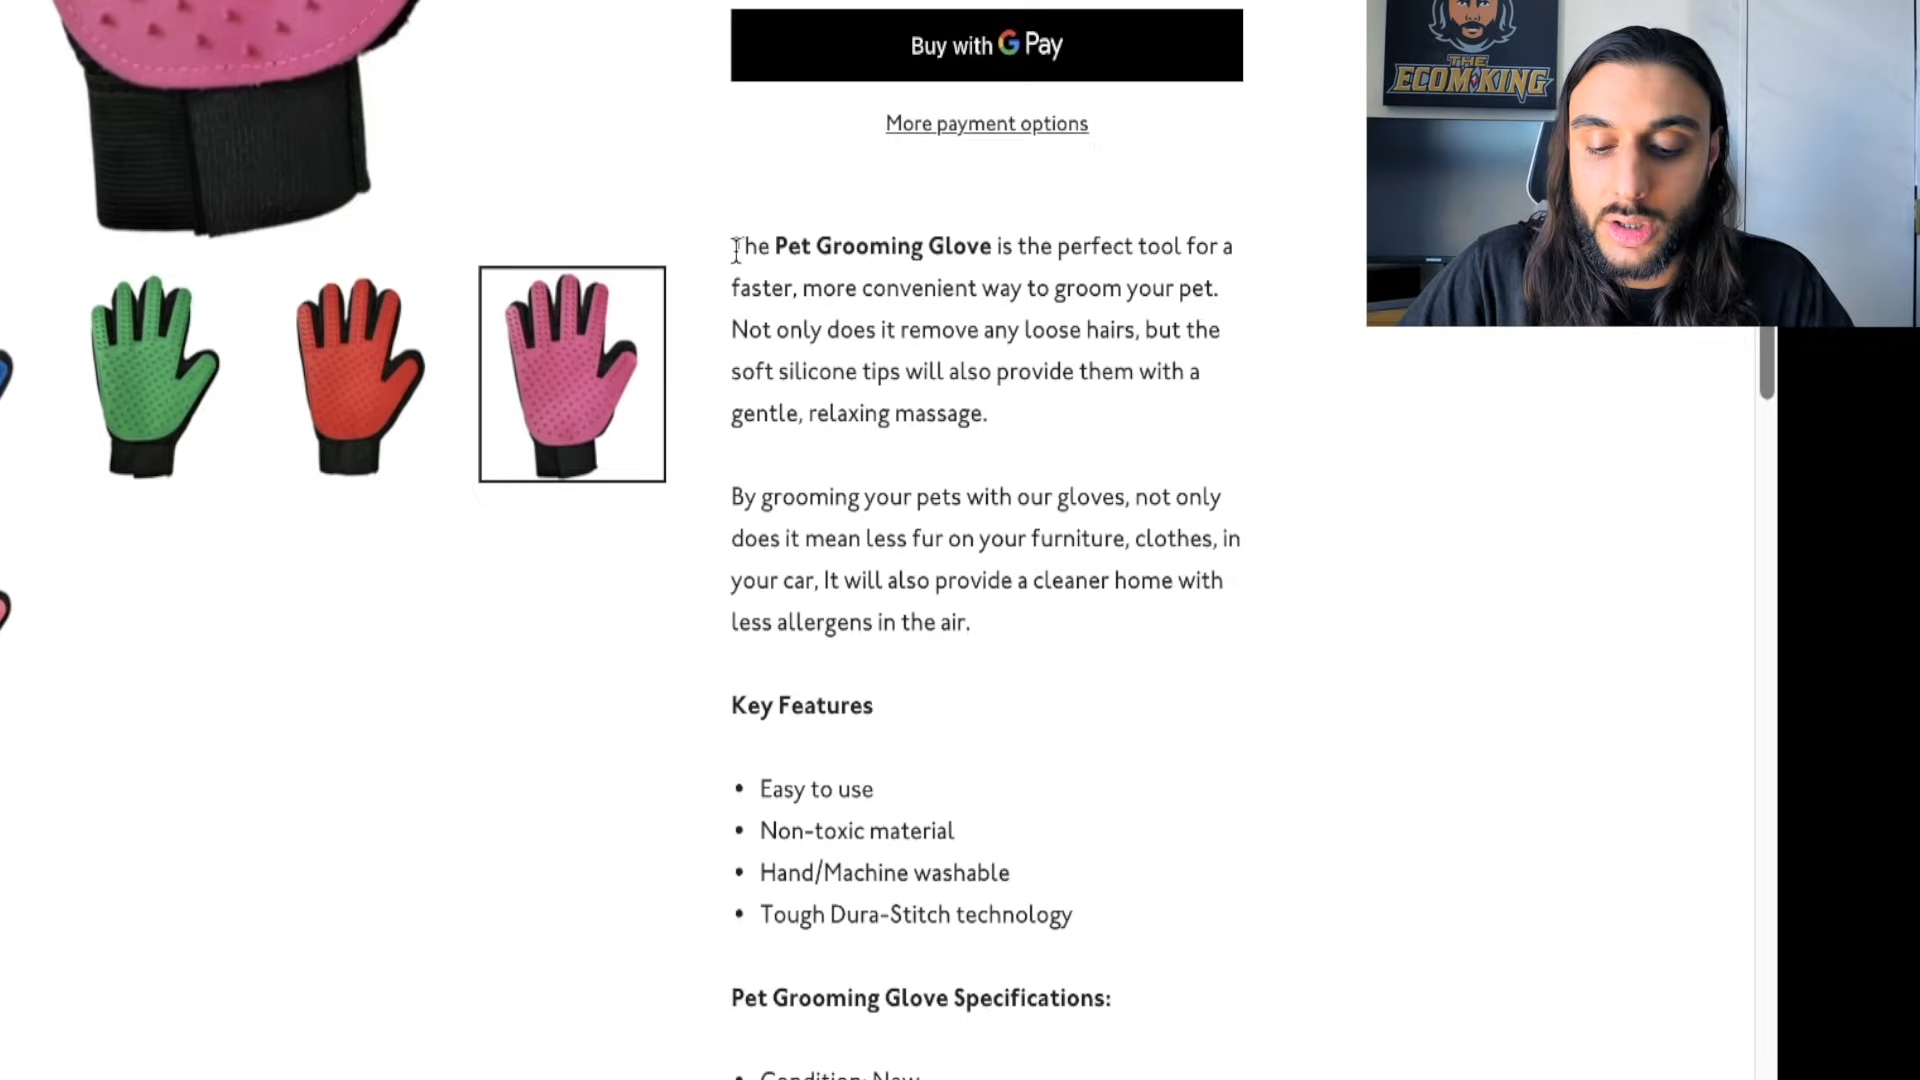 Buy with G Pay
More payment options
THE
ECOM KING
The Pet Grooming Glove is the perfect tool for a
faster, more convenient way to groom your pet.
Not only does it remove any loose hairs, but the
soft silicone tips will also provide them with a
gentle, relaxing massage.
By grooming your pets with our gloves, not only
does it mean less fur on your furniture, clothes, in
your car, It will also provide a cleaner home with
less allergens in the air.
Key Features
• Easy to use
• Non-toxic material
• Hand/Machine washable
• Tough Dura-Stitch technology
Pet Grooming Glove Specifications:
• Condition: New